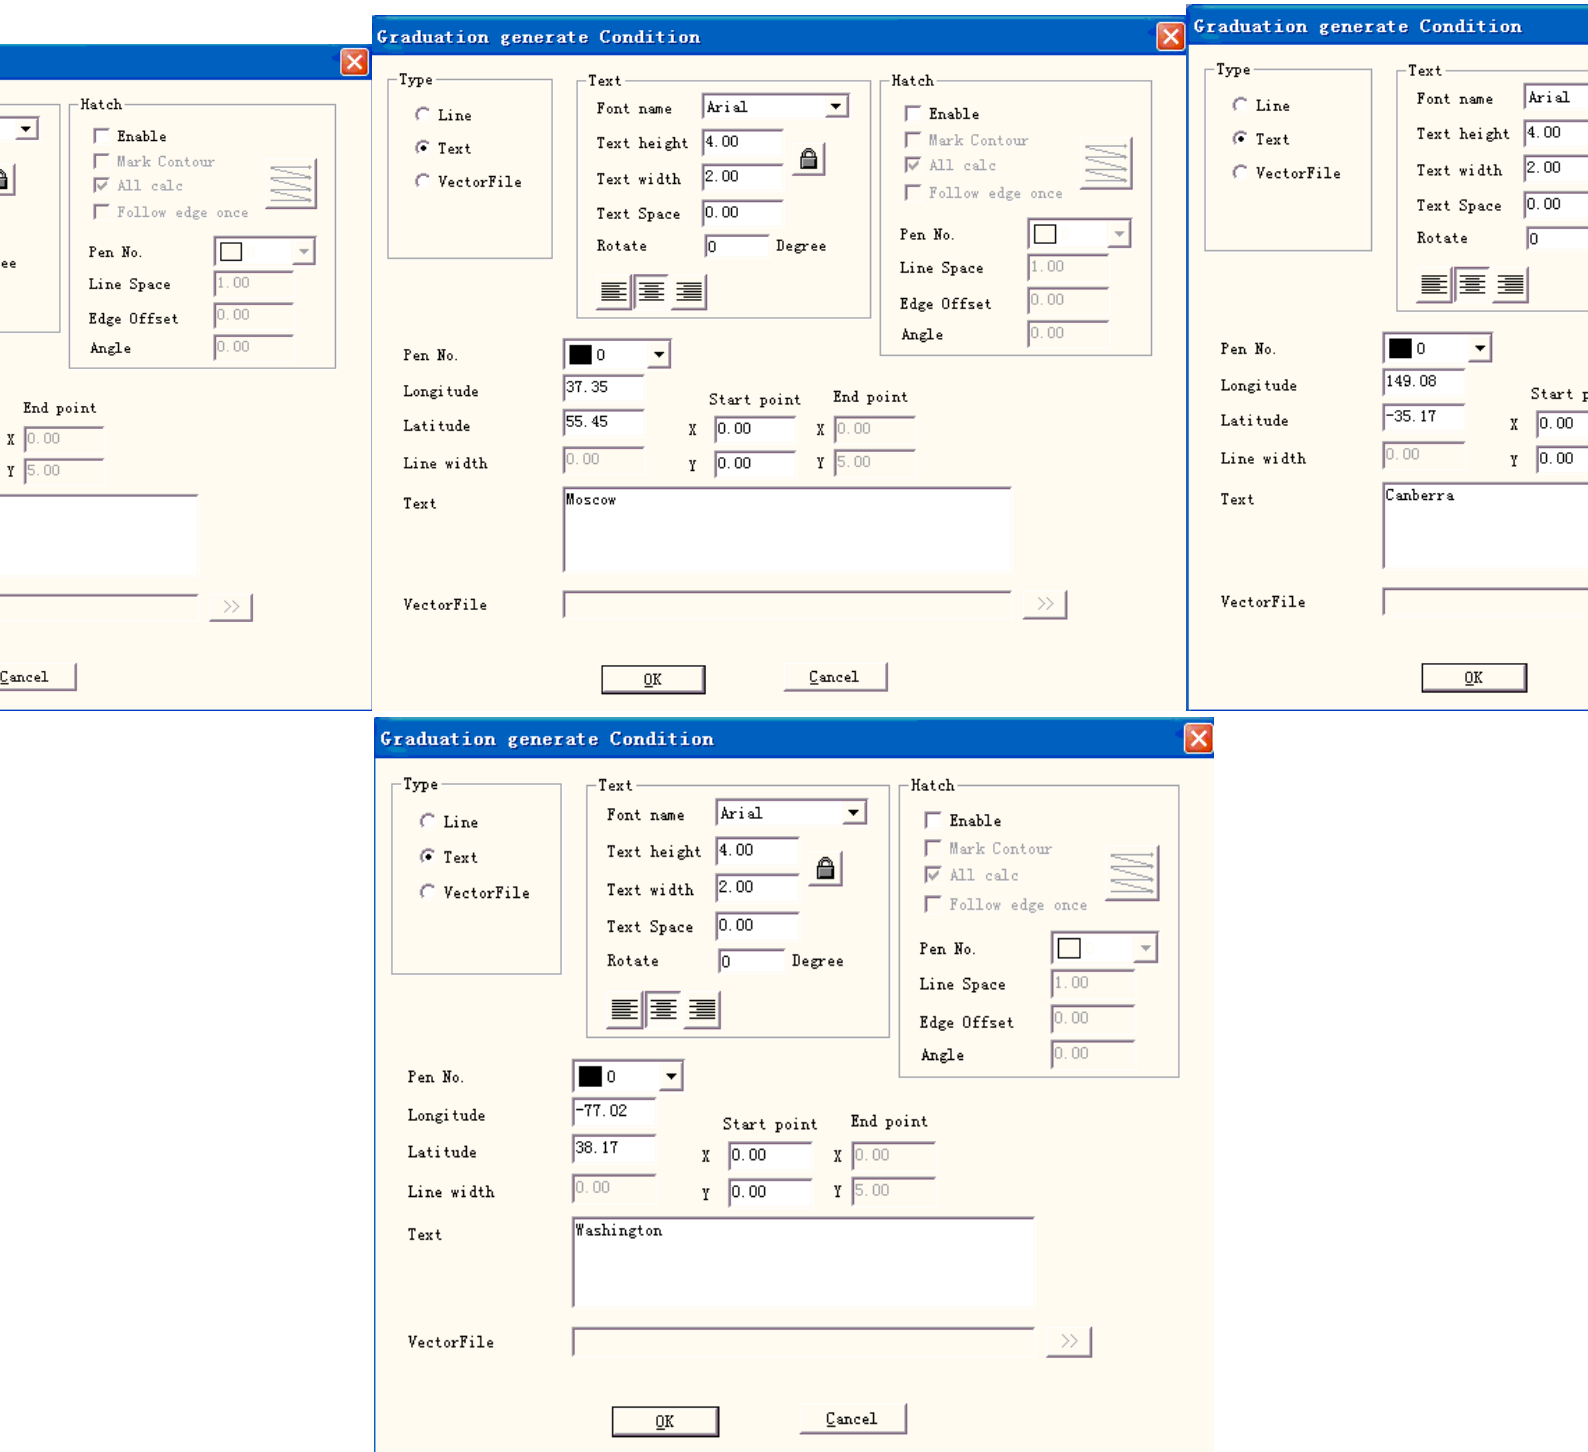 Hatch
Enable
Mark Contour
All calc
Follow edge once
Pen No.
Line Space 1.00
Edge Offset 0.00
Angle 0.00
End point
X 0.00
Y 5.00
>>
Cancel
Graduation generate Condition
Type
Line
Text
VectorFile
Text
Font name Arial
Text height 4.00
Text width 2.00
Text Space 0.00
Rotate 0 Degree
Hatch
Enable
Mark Contour
All calc
Follow edge once
Pen No.
Line Space 1.00
Edge Offset 0.00
Angle 0.00
Pen No. 0
Longitude 37.35
Latitude 55.45
Line width 0.00
Start point End point
X 0.00 X 0.00
Y 0.00 Y 5.00
Text Moscow
VectorFile >>
OK Cancel
Graduation generate Condition
Type
Line
Text
VectorFile
Text
Font name Arial
Text height 4.00
Text width 2.00
Text Space 0.00
Rotate 0
Pen No. 0
Longitude 149.08
Latitude -35.17
Line width 0.00
Start p
X 0.00
Y 0.00
Text Canberra
VectorFile
OK
Graduation generate Condition
Type
Line
Text
VectorFile
Text
Font name Arial
Text height 4.00
Text width 2.00
Text Space 0.00
Rotate 0 Degree
Hatch
Enable
Mark Contour
All calc
Follow edge once
Pen No.
Line Space 1.00
Edge Offset 0.00
Angle 0.00
Pen No. 0
Longitude -77.02
Latitude 38.17
Line width 0.00
Start point End point
X 0.00 X 0.00
Y 0.00 Y 5.00
Text Washington
VectorFile >>
OK Cancel